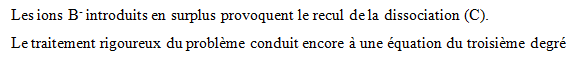 Les ions B⁻ introduits en surplus provoquent le recul de la dissociation (C).
Le traitement rigoureux du problème conduit encore à une équation du troisième degré